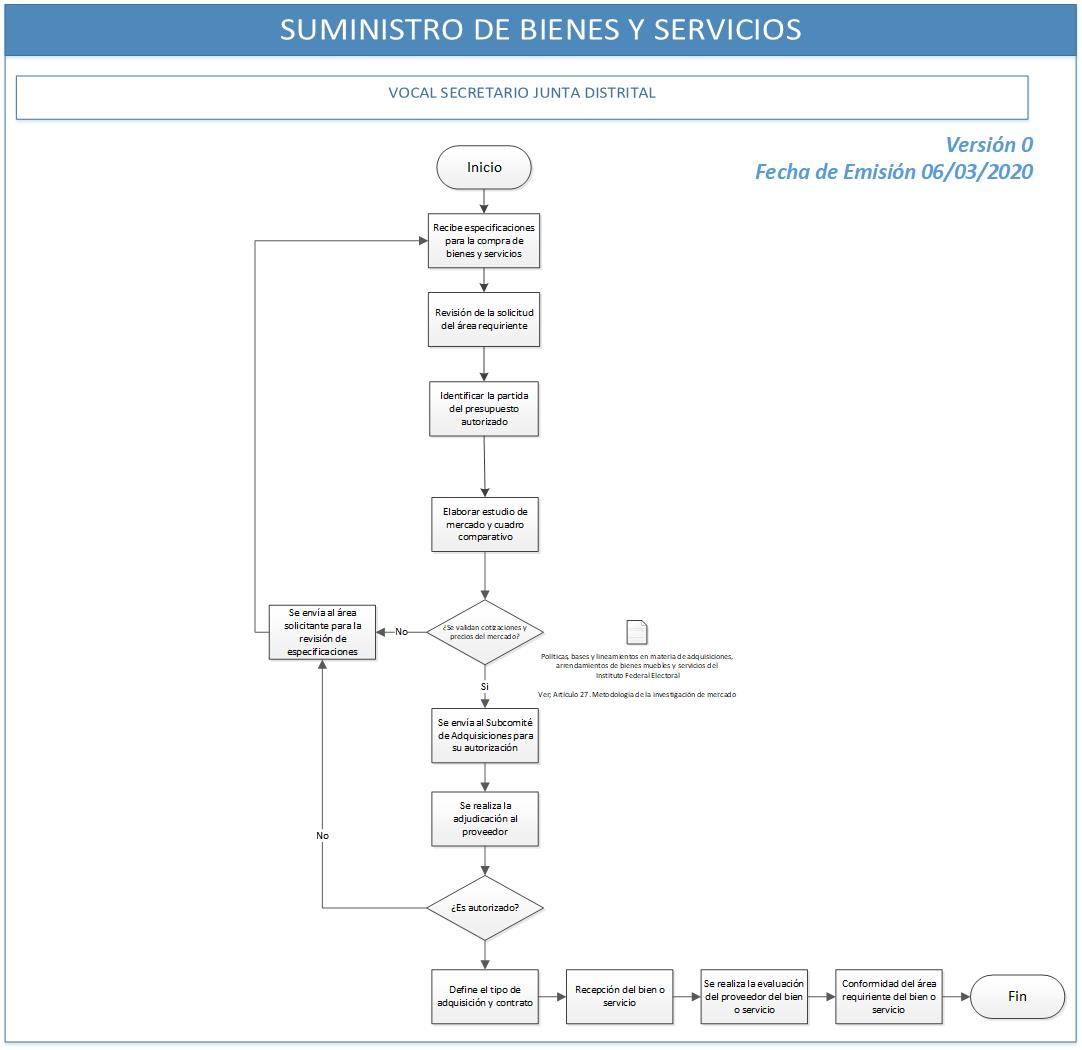 SUMINISTRO DE BIENES Y SERVICIOS
VOCAL SECRETARIO JUNTA DISTRITAL
Versión 0
Fecha de Emisión 06/03/2020
Inicio
Recibe especificaciones
para la compra de
bienes y servicios
Revisión de la solicitud
del área requiriente
Identificar la partida
del presupuesto
autorizado
Elaborar estudio de
mercado y cuadro
comparativo
Se envía al área
solicitante para la
revisión de
especificaciones
No
¿Se validan cotizaciones y
precios del mercado?
Políticas, bases y lineamientos en materia de adquisiciones,
arrendamientos de bienes muebles y servicios del
Instituto Federal Electoral
Ver; Artículo 27. Metodología de la investigación de mercado
Si
Se envía al Subcomité
de Adquisiciones para
su autorización
Se realiza la
adjudicación al
proveedor
No
¿Es autorizado?
Define el tipo de
adquisición y contrato
Recepción del bien o
servicio
Se realiza la evaluación
del proveedor del bien
o servicio
Conformidad del área
requiriente del bien o
servicio
Fin